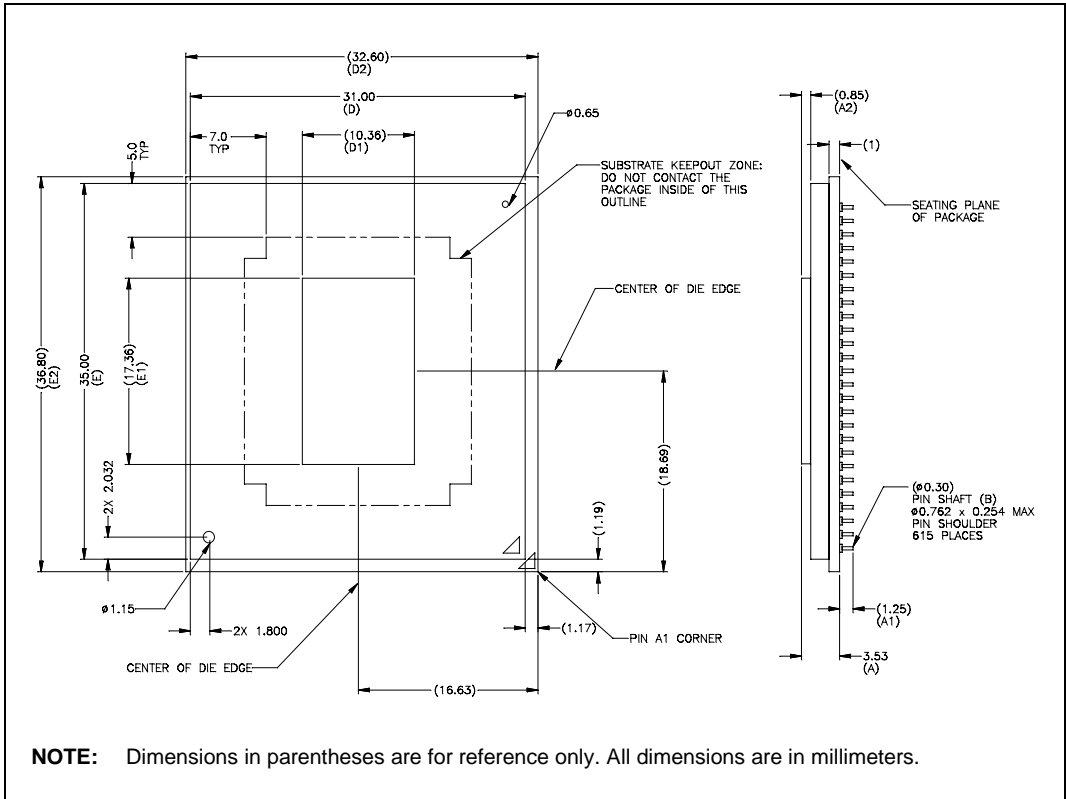 (32.60)
(D2)
31.00
(D)
7.0
TYP
(10.36)
(D1)
5.0
TYP
ø0.65
(0.85)
(A2)
(1)
SUBSTRATE KEEPOUT ZONE:
DO NOT CONTACT THE
PACKAGE INSIDE OF THIS
OUTLINE
SEATING PLANE
OF PACKAGE
CENTER OF DIE EDGE
(36.80)
(E2)
35.00
(E)
(17.36)
(E1)
2X 2.032
(18.69)
(1.19)
(ø0.30)
PIN SHAFT (B)
ø0.762 x 0.254 MAX
PIN SHOULDER
615 PLACES
ø1.15
2X 1.800
(1.17)
PIN A1 CORNER
(1.25)
(A1)
CENTER OF DIE EDGE
(16.63)
3.53
(A)
NOTE: Dimensions in parentheses are for reference only. All dimensions are in millimeters.